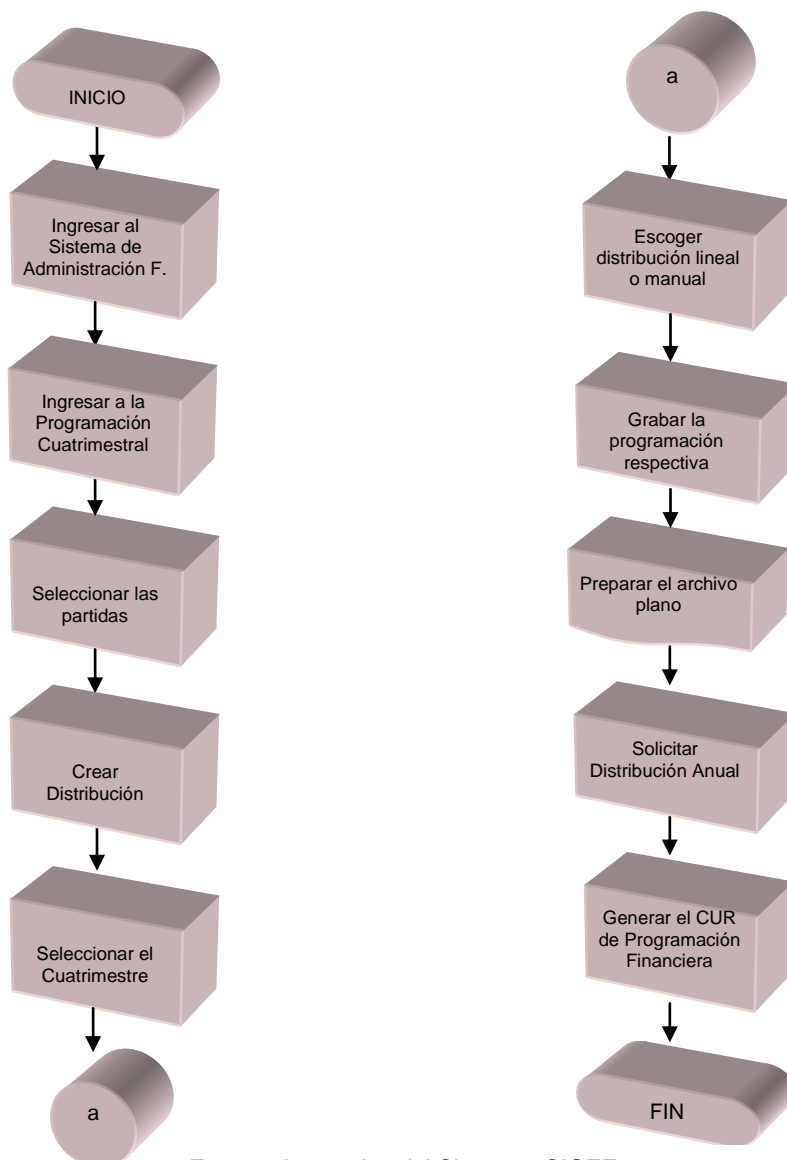 INICIO
Ingresar al
Sistema de
Administración F.
Ingresar a la
Programación
Cuatrimestral
Seleccionar las
partidas
Crear
Distribución
Seleccionar el
Cuatrimestre
a
a
Escoger
distribución lineal
o manual
Grabar la
programación
respectiva
Preparar el archivo
plano
Solicitar
Distribución Anual
Generar el CUR
de Programación
Financiera
FIN